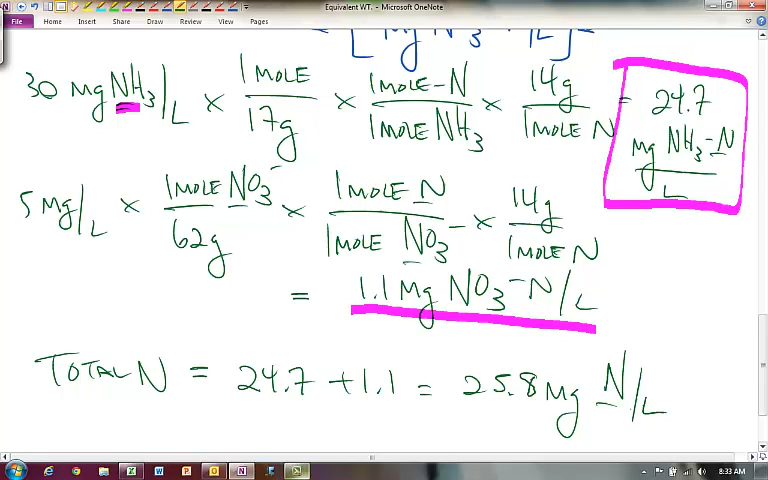 Equivalent WT. - Microsoft OneNote
File Home Insert Share Draw Review View Pages
30 mg NH3/L × 1 mole/17g × 1 mole-N/1 mole NH3 × 14g/1 mole N = 24.7 mg NH3-N/L
5 mg/L × 1 mole NO3-/62g × 1 mole N/1 mole NO3- × 14g/1 mole N
= 1.1 mg NO3-N/L
TOTAL N = 24.7 + 1.1 = 25.8 mg N/L
8:33 AM